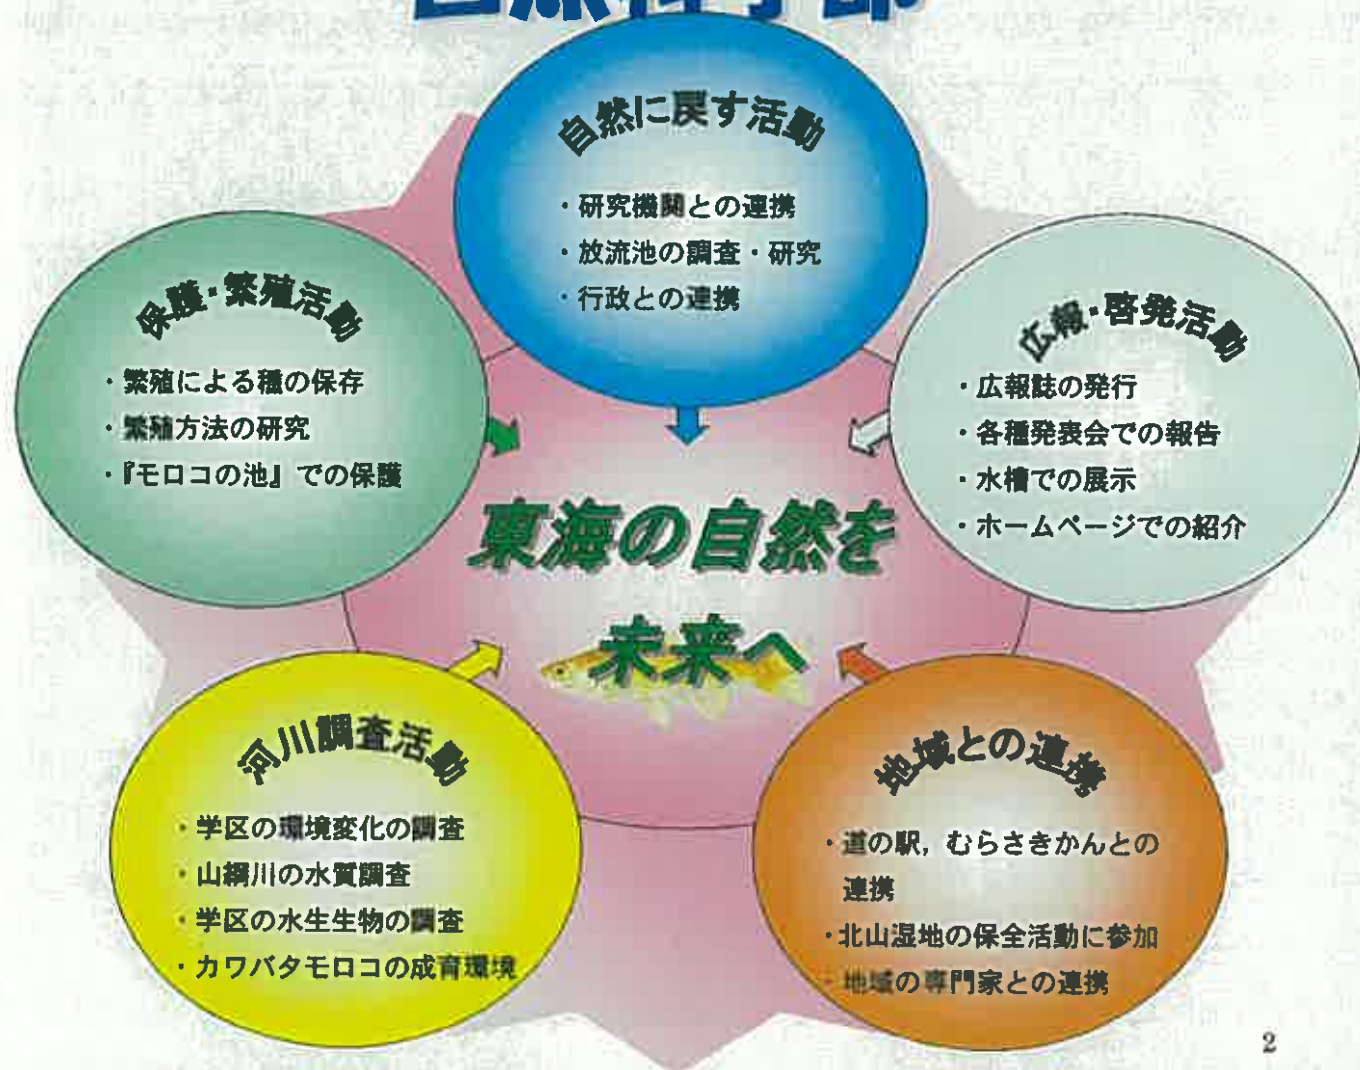 自然科学部
自然に戻す活動
・研究機関との連携
・放流池の調査・研究
・行政との連携
保護・繁殖活動
・繁殖による種の保存
・繁殖方法の研究
・『モロコの池』での保護
広報・啓発活動
・広報誌の発行
・各種発表会での報告
・水槽での展示
・ホームページでの紹介
東海の自然を
未来へ
河川調査活動
・学区の環境変化の調査
・山綱川の水質調査
・学区の水生生物の調査
・カワバタモロコの成育環境
地域との連携
・道の駅，むらさきかんとの
連携
・北山湿地の保全活動に参加
・地域の専門家との連携
2